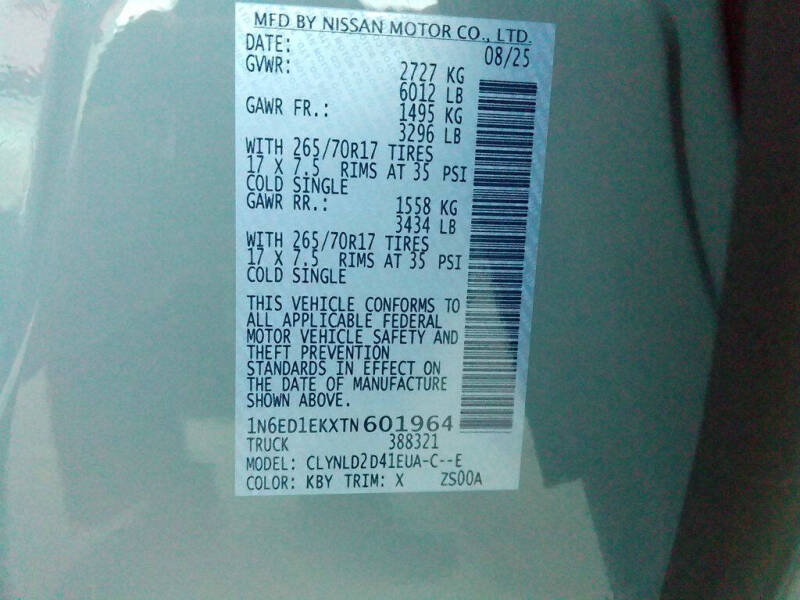 MFD BY NISSAN MOTOR CO., LTD.
DATE: 08/25
GVWR: 2727 KG
6012 LB
GAWR FR.: 1495 KG
3296 LB
WITH 265/70R17 TIRES
17 X 7.5 RIMS AT 35 PSI
COLD SINGLE
GAWR RR.: 1558 KG
3434 LB
WITH 265/70R17 TIRES
17 X 7.5 RIMS AT 35 PSI
COLD SINGLE
THIS VEHICLE CONFORMS TO
ALL APPLICABLE FEDERAL
MOTOR VEHICLE SAFETY AND
THEFT PREVENTION
STANDARDS IN EFFECT ON
THE DATE OF MANUFACTURE
SHOWN ABOVE.
1N6ED1EKXTN601964
TRUCK 388321
MODEL: CLYNLD2D41EUA-C--E
COLOR: KBY TRIM: X ZS00A